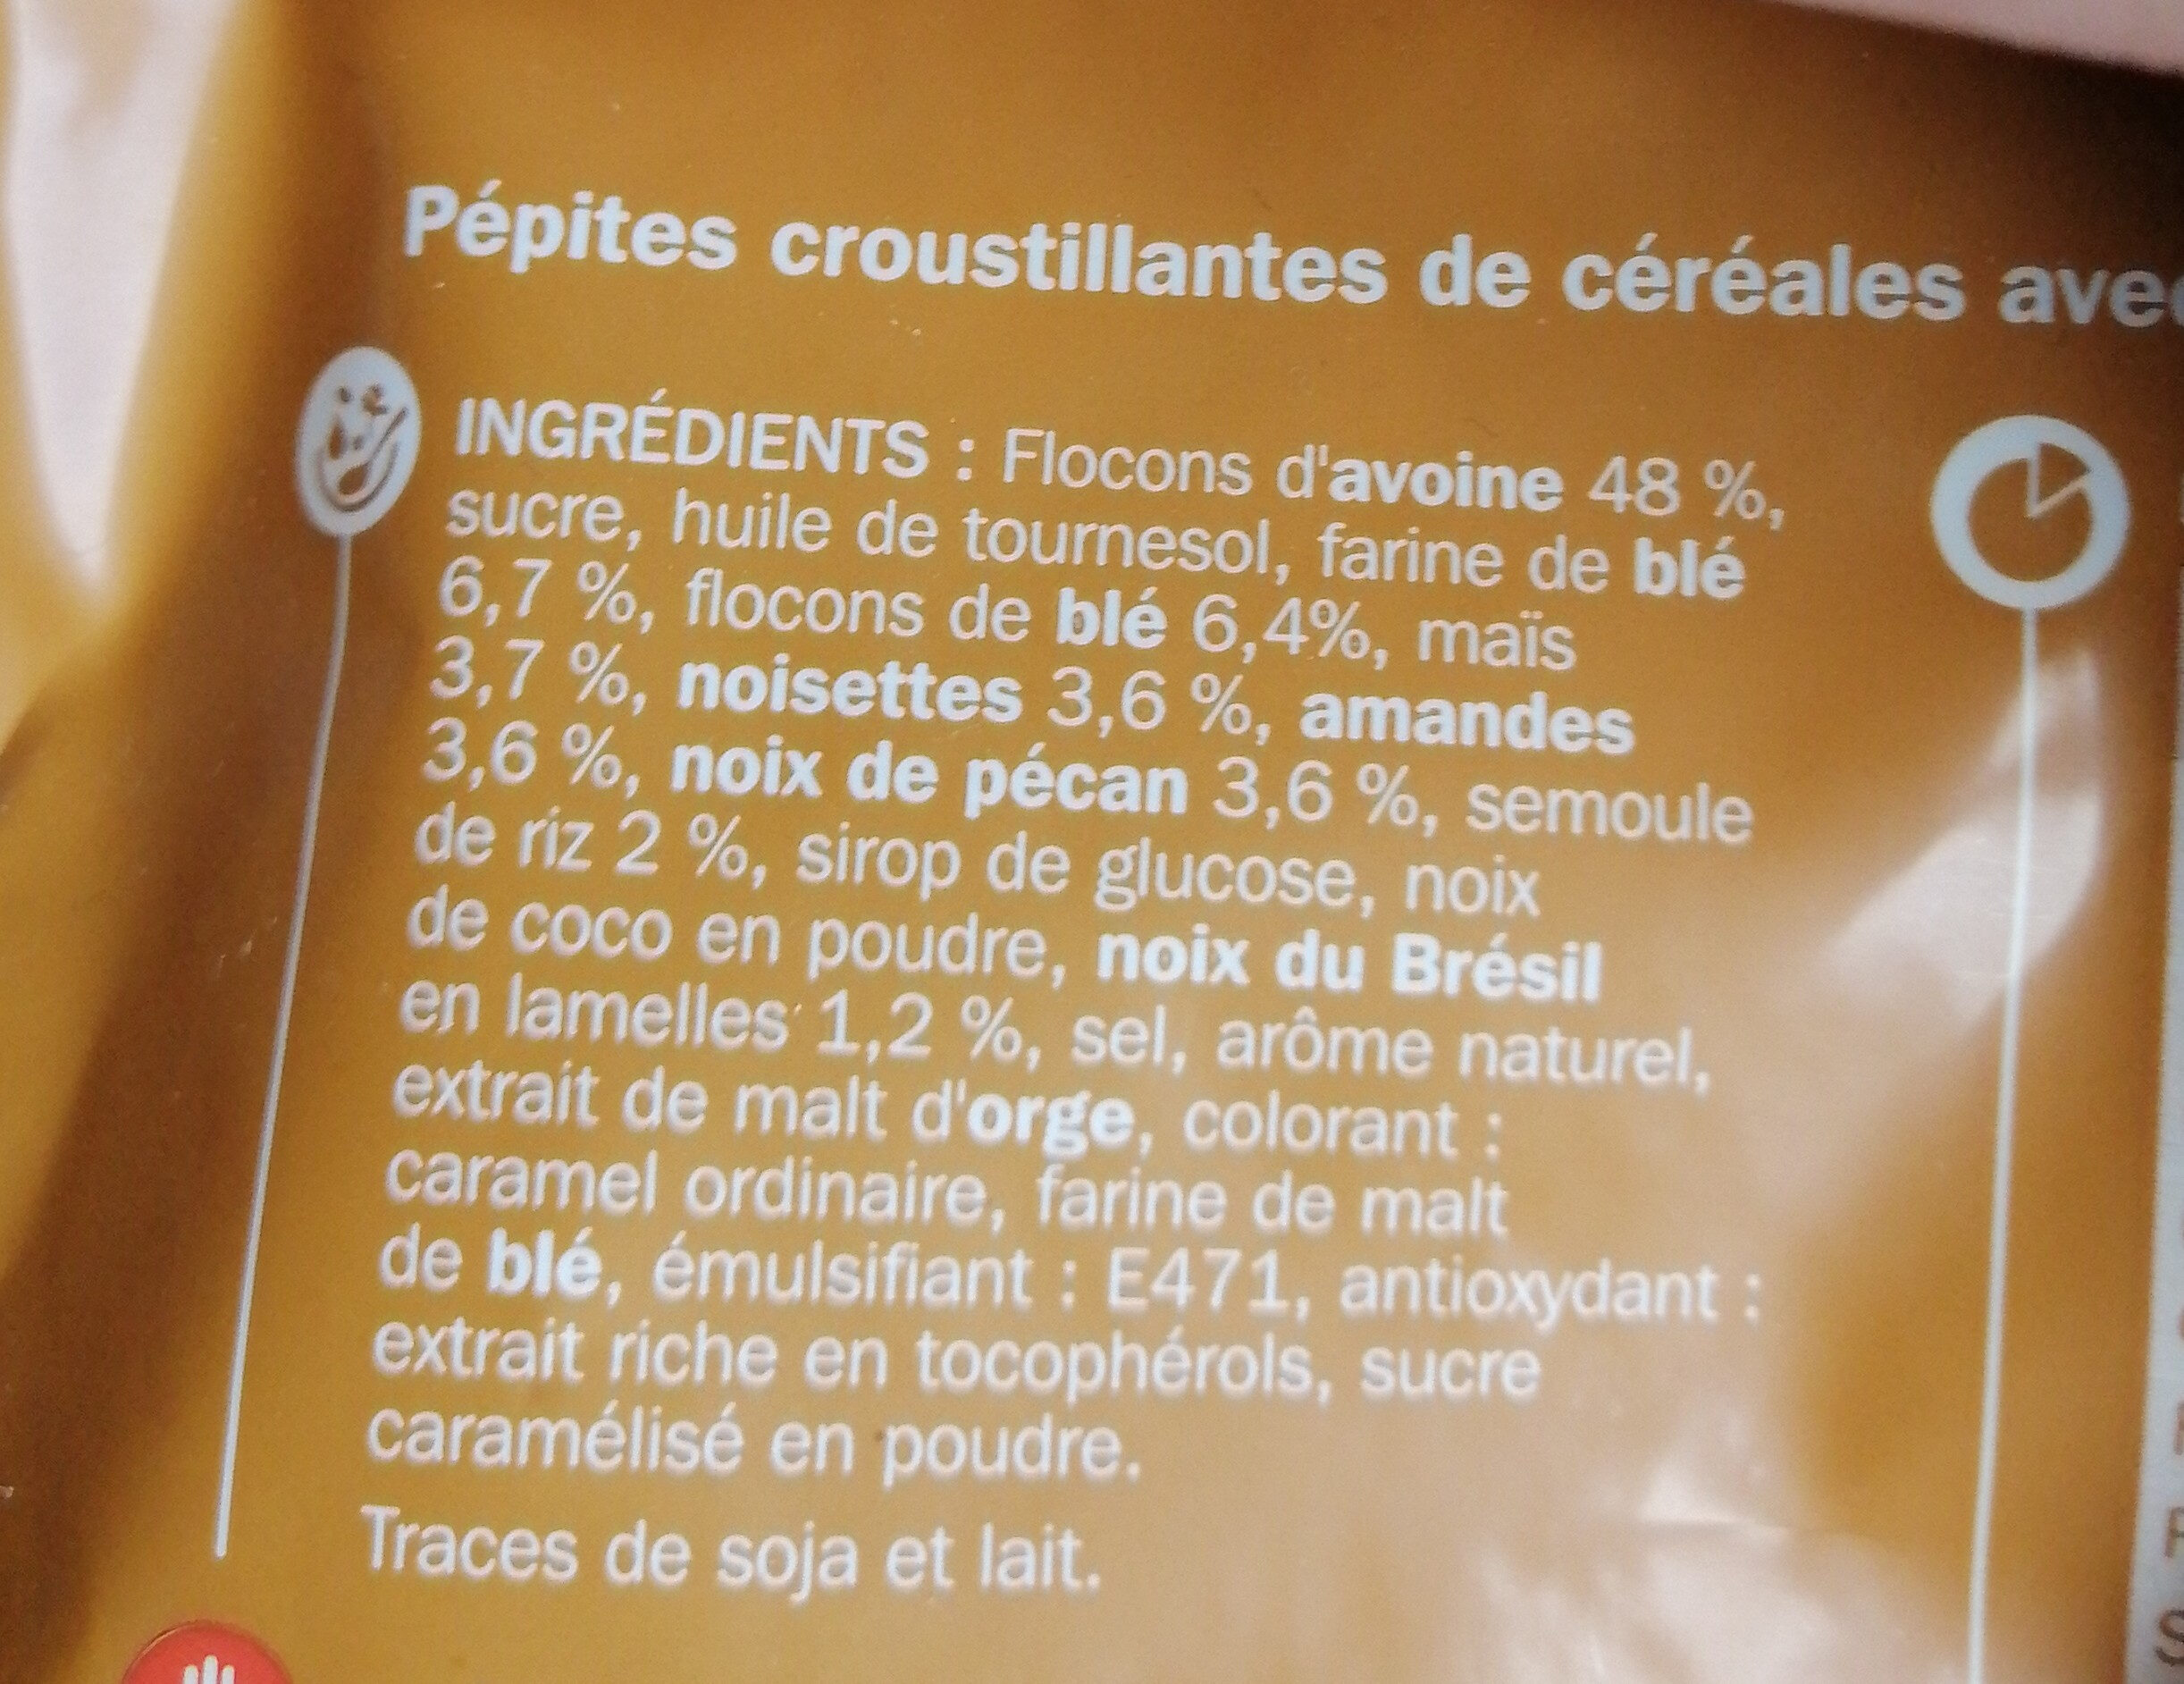 Pépites croustillantes de céréales avec
INGRÉDIENTS : Flocons d'avoine 48 %,
sucre, huile de tournesol, farine de blé
6,7 %, flocons de blé 6,4%, maïs
3,7 %, noisettes 3,6 %, amandes
3,6 %, noix de pécan 3,6 %, semoule
de riz 2 %, sirop de glucose, noix
de coco en poudre, noix du Brésil
en lamelles 1,2 %, sel, arôme naturel,
extrait de malt d'orge, colorant :
caramel ordinaire, farine de malt
de blé, émulsifiant : E471, antioxydant :
extrait riche en tocophérols, sucre
caramélisé en poudre.
Traces de soja et lait.